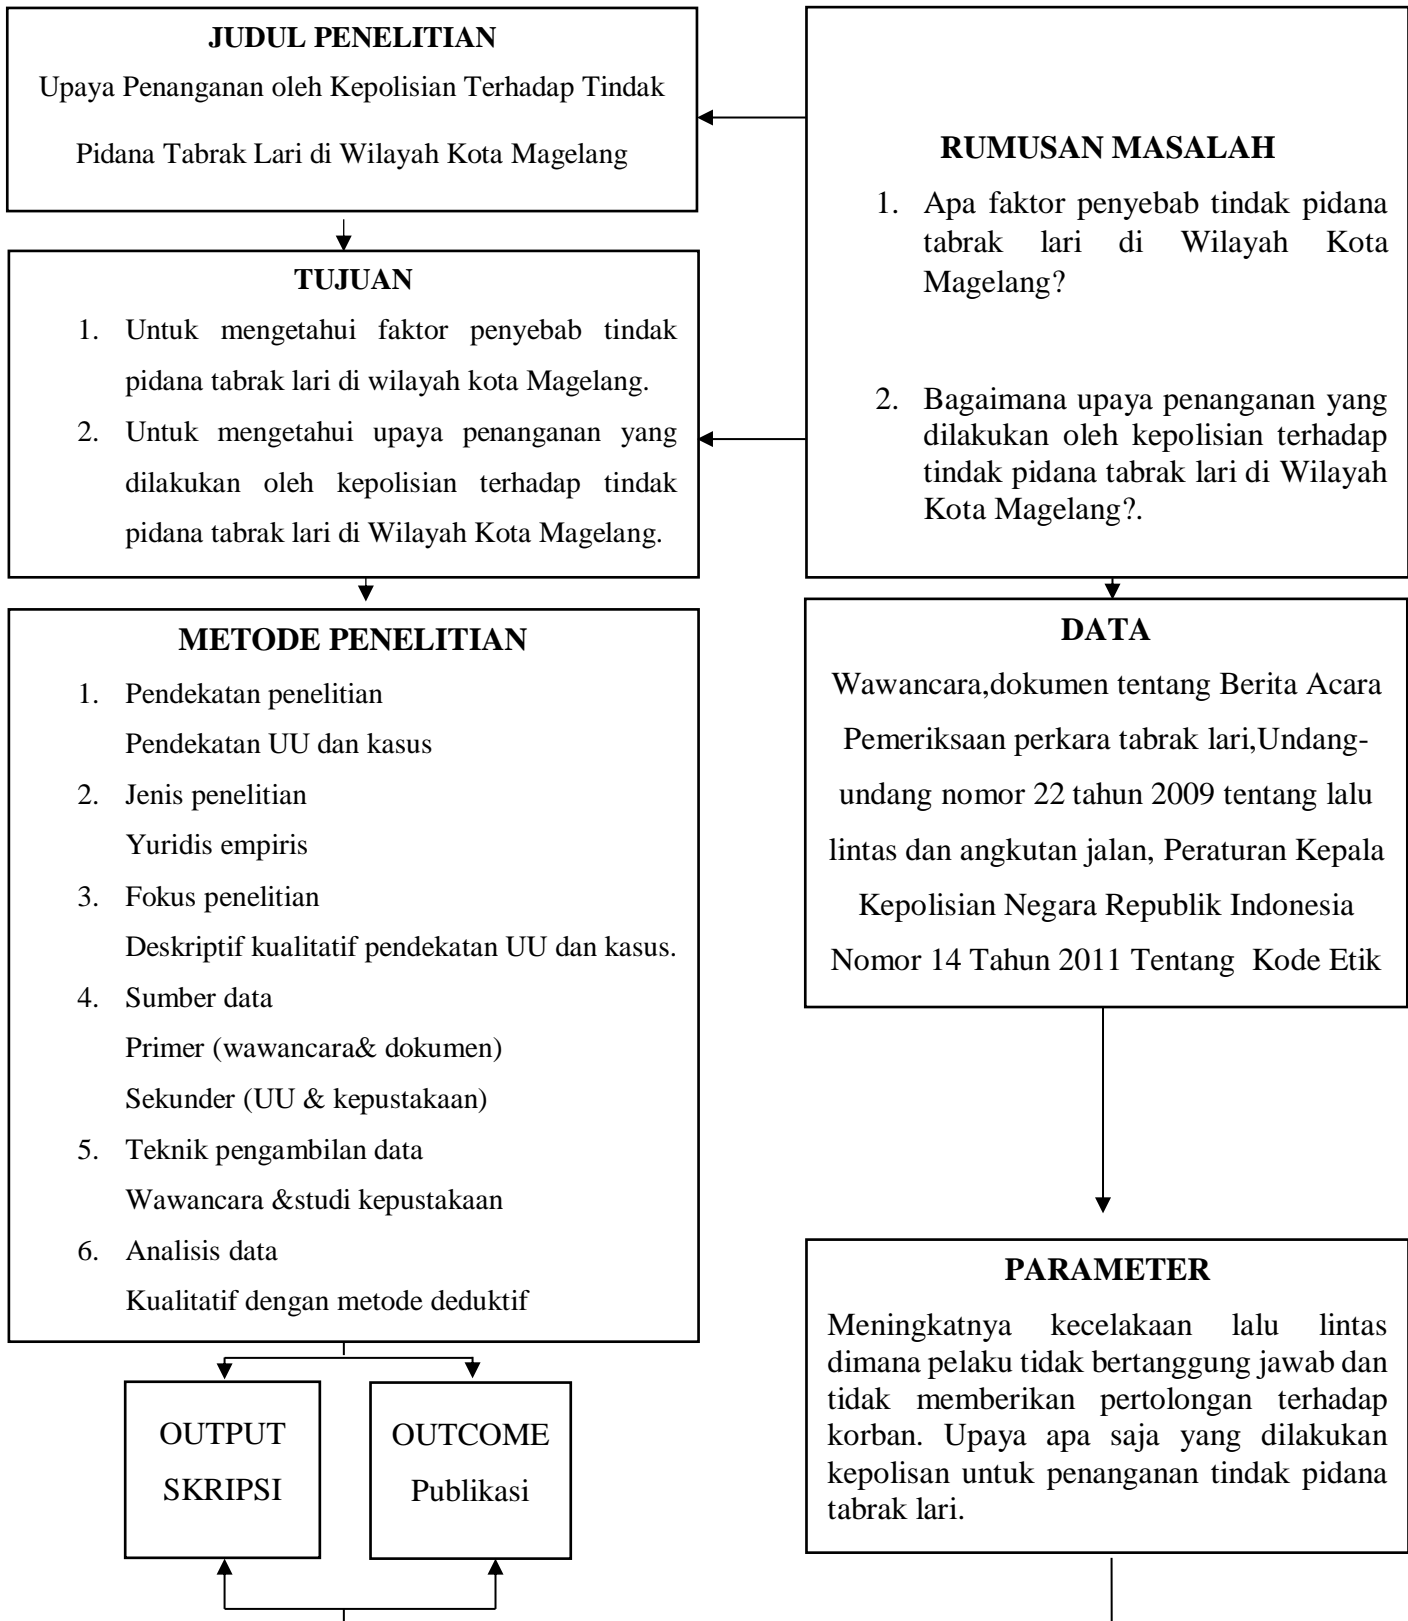 JUDUL PENELITIAN
Upaya Penanganan oleh Kepolisian Terhadap Tindak
Pidana Tabrak Lari di Wilayah Kota Magelang
TUJUAN
1. Untuk mengetahui faktor penyebab tindak
pidana tabrak lari di wilayah kota Magelang.
2. Untuk mengetahui upaya penanganan yang
dilakukan oleh kepolisian terhadap tindak
pidana tabrak lari di Wilayah Kota Magelang.
METODE PENELITIAN
1. Pendekatan penelitian
Pendekatan UU dan kasus
2. Jenis penelitian
Yuridis empiris
3. Fokus penelitian
Deskriptif kualitatif pendekatan UU dan kasus.
4. Sumber data
Primer (wawancara& dokumen)
Sekunder (UU & kepustakaan)
5. Teknik pengambilan data
Wawancara &studi kepustakaan
6. Analisis data
Kualitatif dengan metode deduktif
OUTPUT
SKRIPSI
OUTCOME
Publikasi
RUMUSAN MASALAH
1. Apa faktor penyebab tindak pidana
tabrak lari di Wilayah Kota
Magelang?
2. Bagaimana upaya penanganan yang
dilakukan oleh kepolisian terhadap
tindak pidana tabrak lari di Wilayah
Kota Magelang?.
DATA
Wawancara,dokumen tentang Berita Acara
Pemeriksaan perkara tabrak lari,Undang-
undang nomor 22 tahun 2009 tentang lalu
lintas dan angkutan jalan, Peraturan Kepala
Kepolisian Negara Republik Indonesia
Nomor 14 Tahun 2011 Tentang Kode Etik
PARAMETER
Meningkatnya kecelakaan lalu lintas
dimana pelaku tidak bertanggung jawab dan
tidak memberikan pertolongan terhadap
korban. Upaya apa saja yang dilakukan
kepolisan untuk penanganan tindak pidana
tabrak lari.